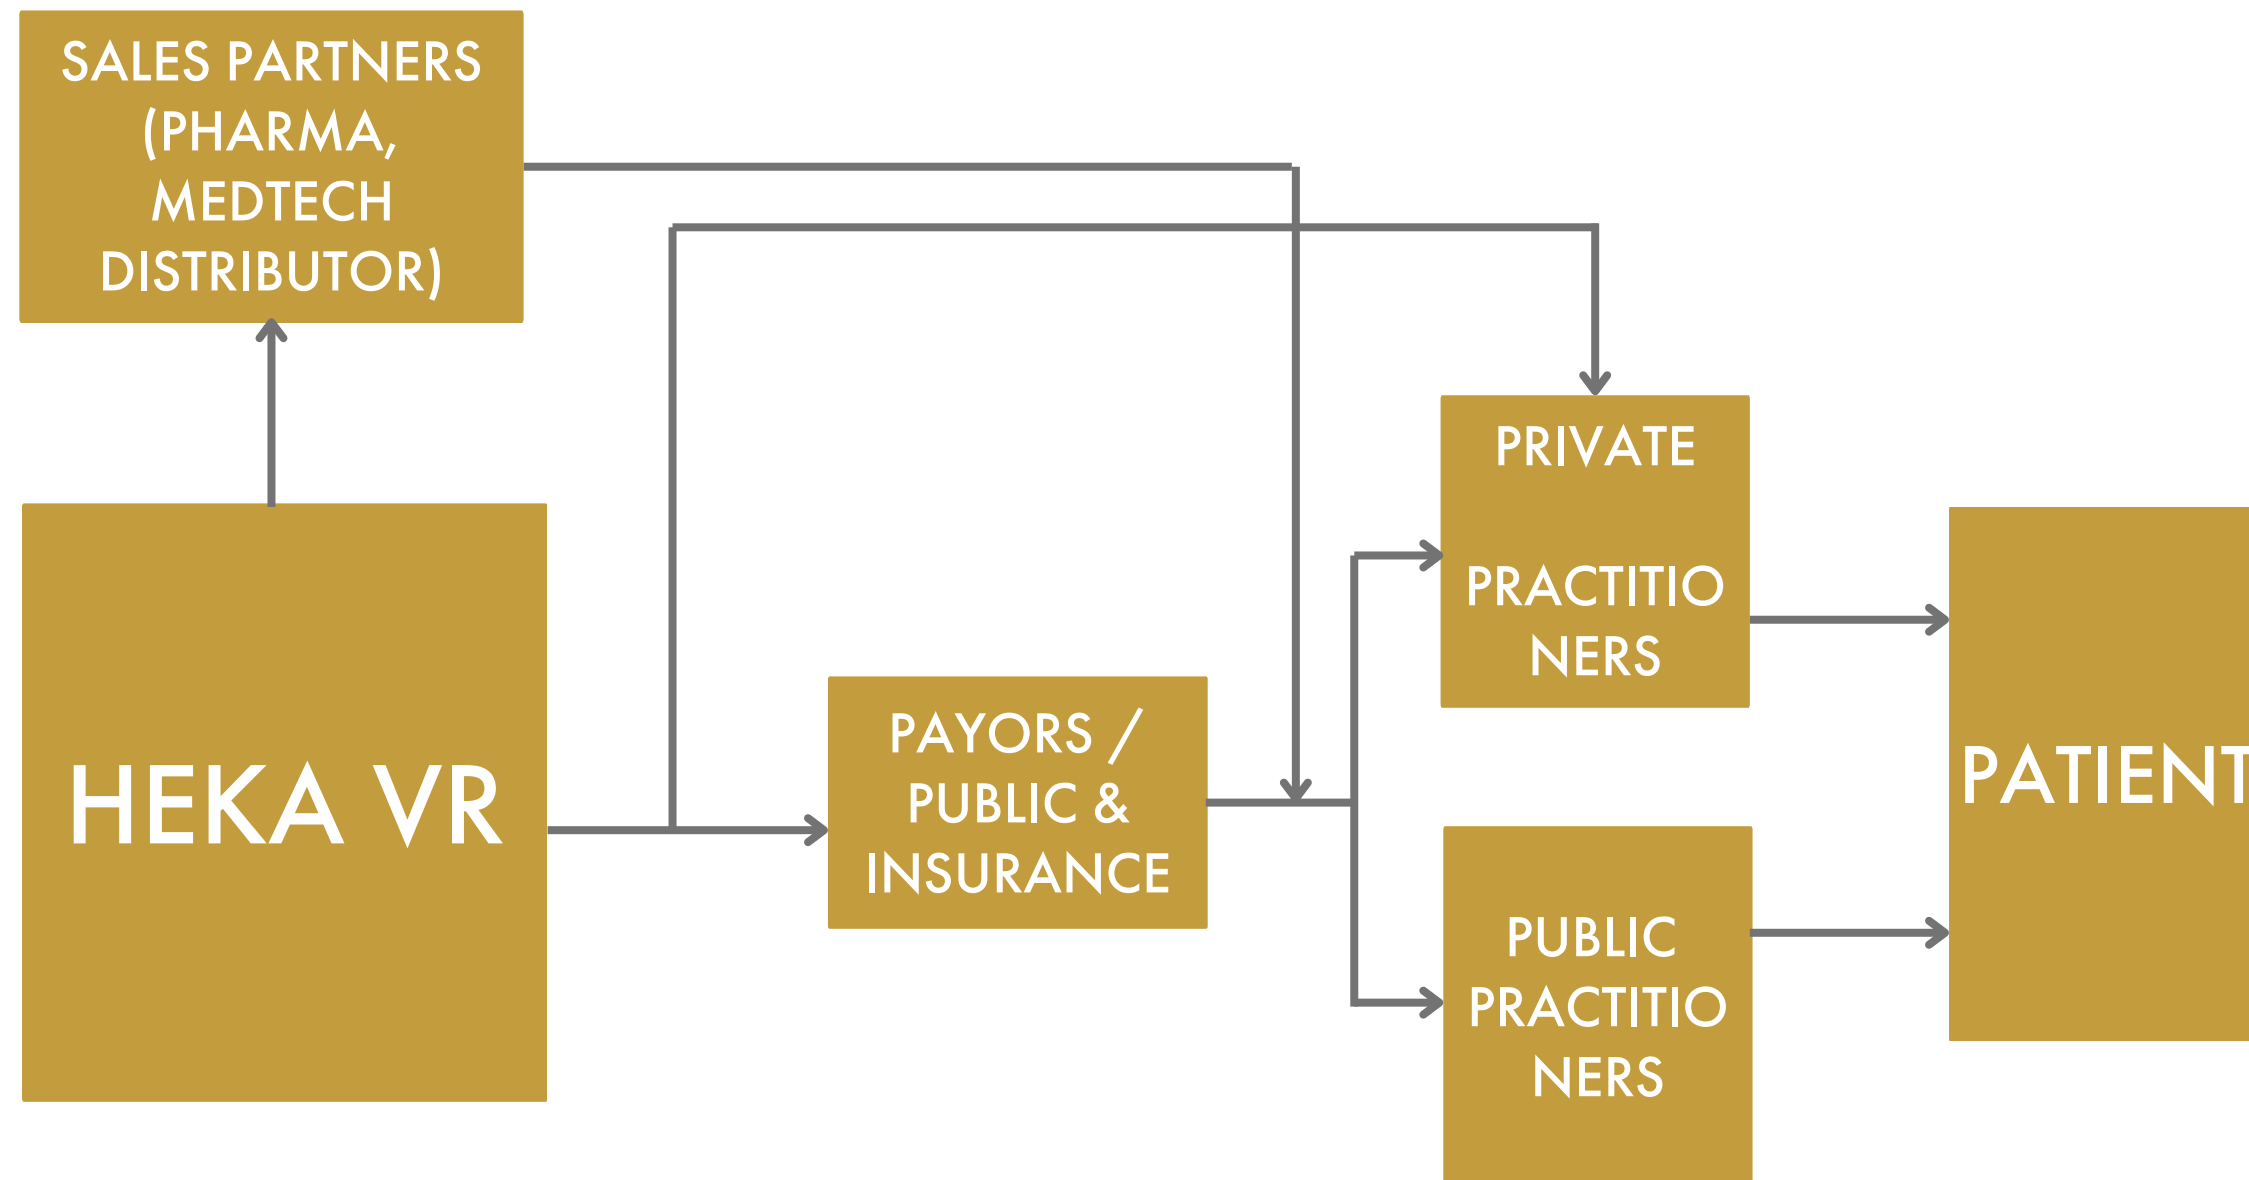 SALES PARTNERS
(PHARMA,
MEDTECH
DISTRIBUTOR)
HEKA VR
PAYORS /
PUBLIC &
INSURANCE
PRIVATE
PRACTITIO
NERS
PUBLIC
PRACTITIO
NERS
PATIENT